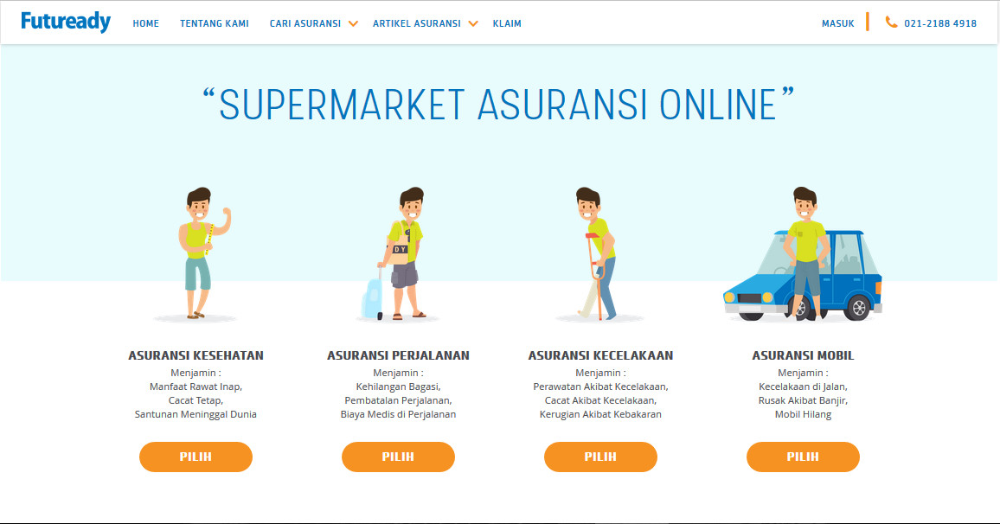 Futuready
HOME TENTANG KAMI CARI ASURANSI ARTIKEL ASURANSI KLAIM MASUK 021-2188 4918
“SUPERMARKET ASURANSI ONLINE”
DY
ASURANSI KESEHATAN
Menjamin :
Manfaat Rawat Inap,
Cacat Tetap,
Santunan Meninggal Dunia
PILIH
ASURANSI PERJALANAN
Menjamin :
Kehilangan Bagasi,
Pembatalan Perjalanan,
Biaya Medis di Perjalanan
PILIH
ASURANSI KECELAKAAN
Menjamin :
Perawatan Akibat Kecelakaan,
Cacat Akibat Kecelakaan,
Kerugian Akibat Kebakaran
PILIH
ASURANSI MOBIL
Menjamin :
Kecelakaan di Jalan,
Rusak Akibat Banjir,
Mobil Hilang
PILIH